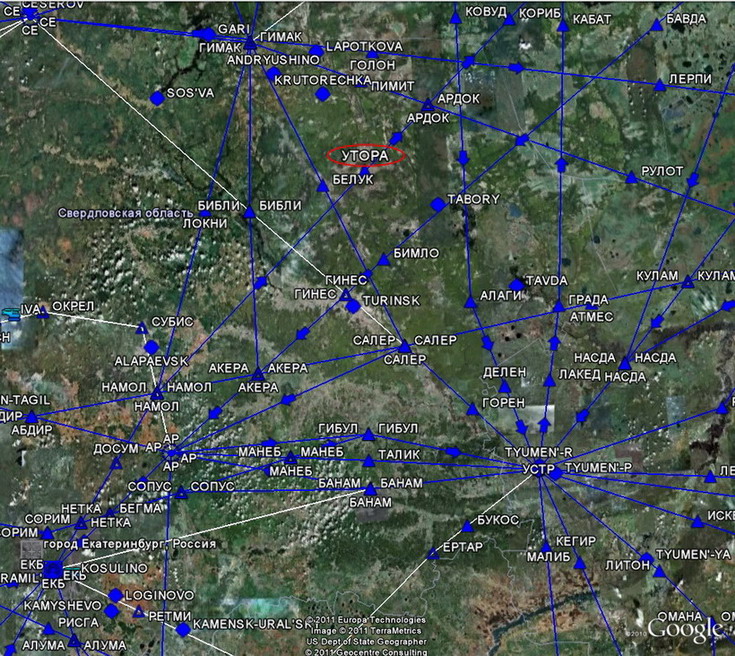 CE CESEROV
CE
CE
GARI
ГИМАК
ГИМАК
LAPOTKOVA
ANDRYUSHINO
ГОЛОН
KRUTORECHKA
ПИМИТ
КОВУД
КОРИБ
КАБАТ
БАВДА
ЛЕРПИ
SOS'VA
АРДОК
АРДОК
УТОРА
БЕЛУК
РУЛОТ
Свердловская область
БИБЛИ
БИБЛИ
ЛОКНИ
TABORY
БИМЛО
ГИНЕС
ГИНЕС
TURINSK
TAVDA
КУЛАМ
КУЛАМ
АЛАГИ
ГРАДА
АТМЕС
IVA
ОКРЕЛ
СУБИС
СН
ALAPAEVSK
САЛЕР
САЛЕР
САЛЕР
НАСДА
НАСДА
НАСДА
АКЕРА
АКЕРА
АКЕРА
ДЕЛЕН
ЛАКЕД
НАМОЛ
НАМОЛ
НАМОЛ
ГОРЕН
N-TAGIL
ДИР
АБДИР
ГИБУЛ
ГИБУЛ
АР
АР
АР
АР
ДОСУМ
МАНЕБ
МАНЕБ
МАНЕБ
ТАЛИК
TYUMEN'-R
УСТР
TYUMEN'-P
СОПУС
СОПУС
БАНАМ
БАНАМ
БАНАМ
НЕТКА
БЕГМА
СОРИМ
НЕТКА
ОРИМ
БУКОС
ИСКЕ
город Екатеринбург, Россия
ЕРТАР
КЕГИР
МАЛИБ
TYUMEN'-YA
ЛИТОН
ЕКБ
KOSULINO
RAMIL
ЕКБ
ЕКБ
LOGINOVO
KAMYSHEVO
РЕТМИ
РИСГА
KAMENSK-URAL'SKI
АЛУМА
АЛУМА
ОМАНА
ОМ
© 2011 Europa Technologies
Image © 2011 TerraMetrics
US Dept of State Geographer
© 2011 Geocentre Consulting
©2010 Google